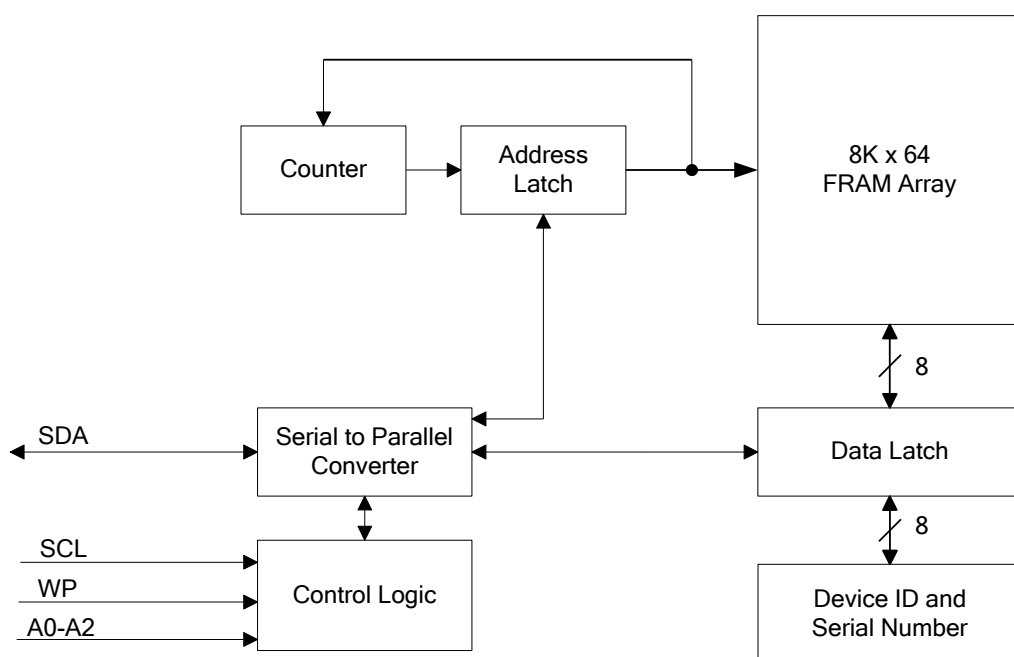 Counter
Address
Latch
8K x 64
FRAM Array
8
SDA
Serial to Parallel
Converter
Data Latch
8
SCL
WP
A0-A2
Control Logic
Device ID and
Serial Number